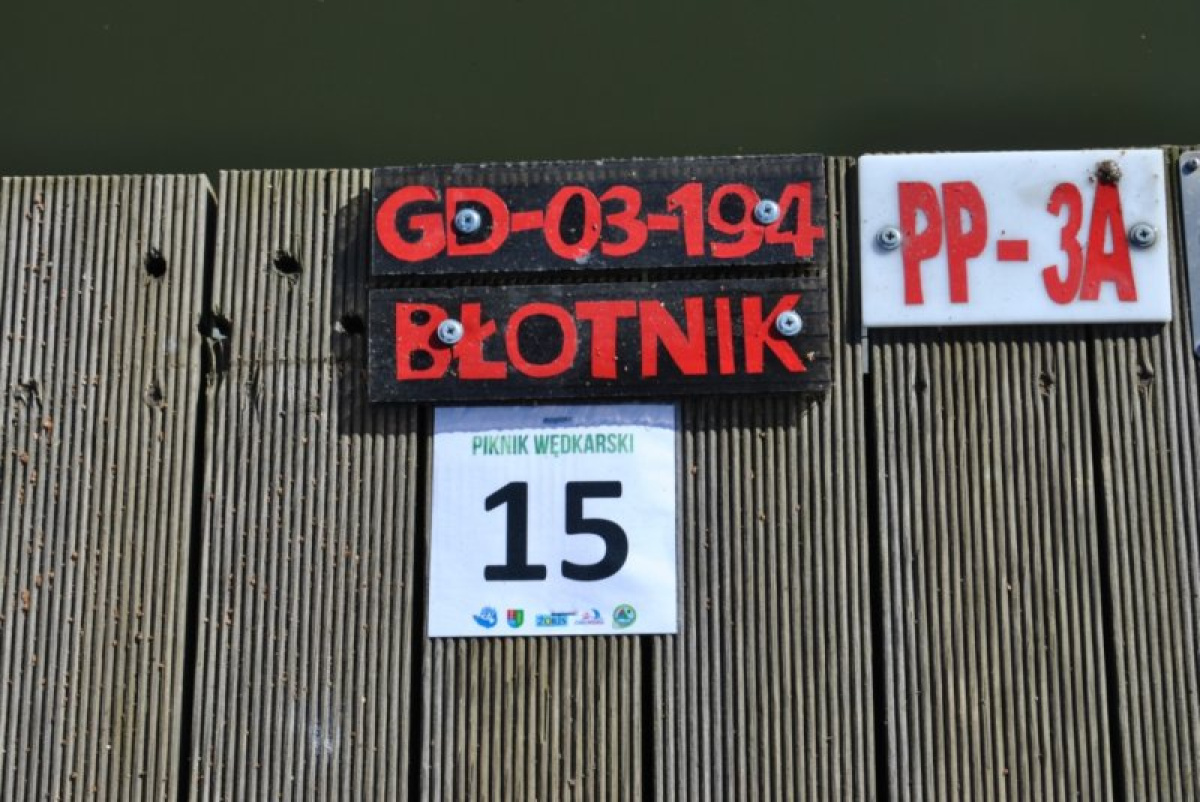 GD-03-194
BŁOTNIK
PP-3A
PIKNIK WĘDKARSKI
15